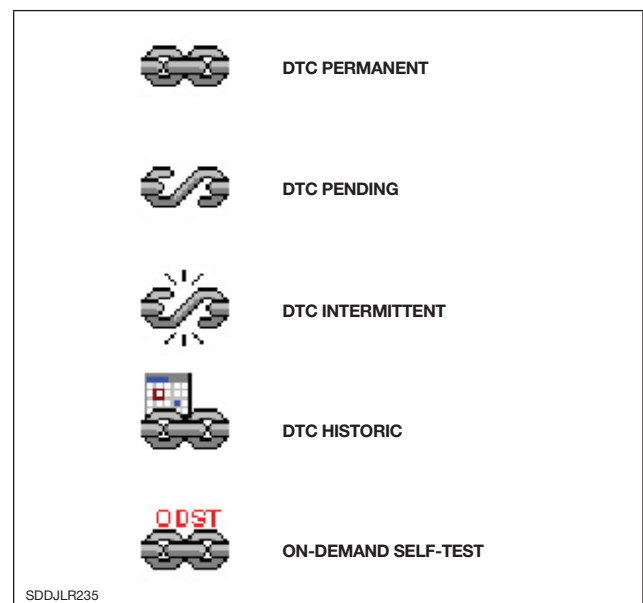 DTC PERMANENT
DTC PENDING
DTC INTERMITTENT
DTC HISTORIC
ODST
ON-DEMAND SELF-TEST
SDDJLR235